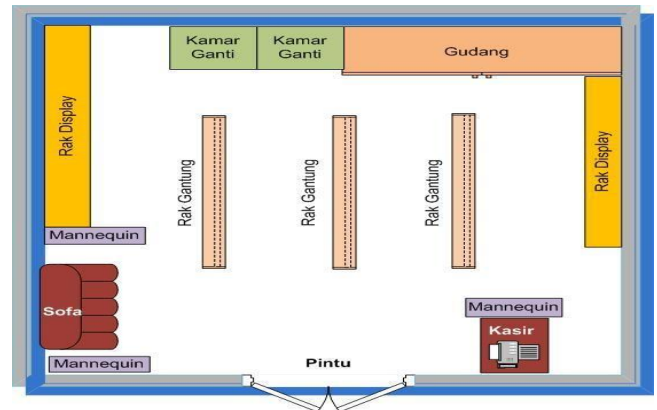 Kamar
Ganti
Kamar
Ganti
Gudang
Rak Display
Rak Gantung
Rak Gantung
Rak Gantung
Rak Display
Mannequin
Sofa
Mannequin
Pintu
Mannequin
Kasir